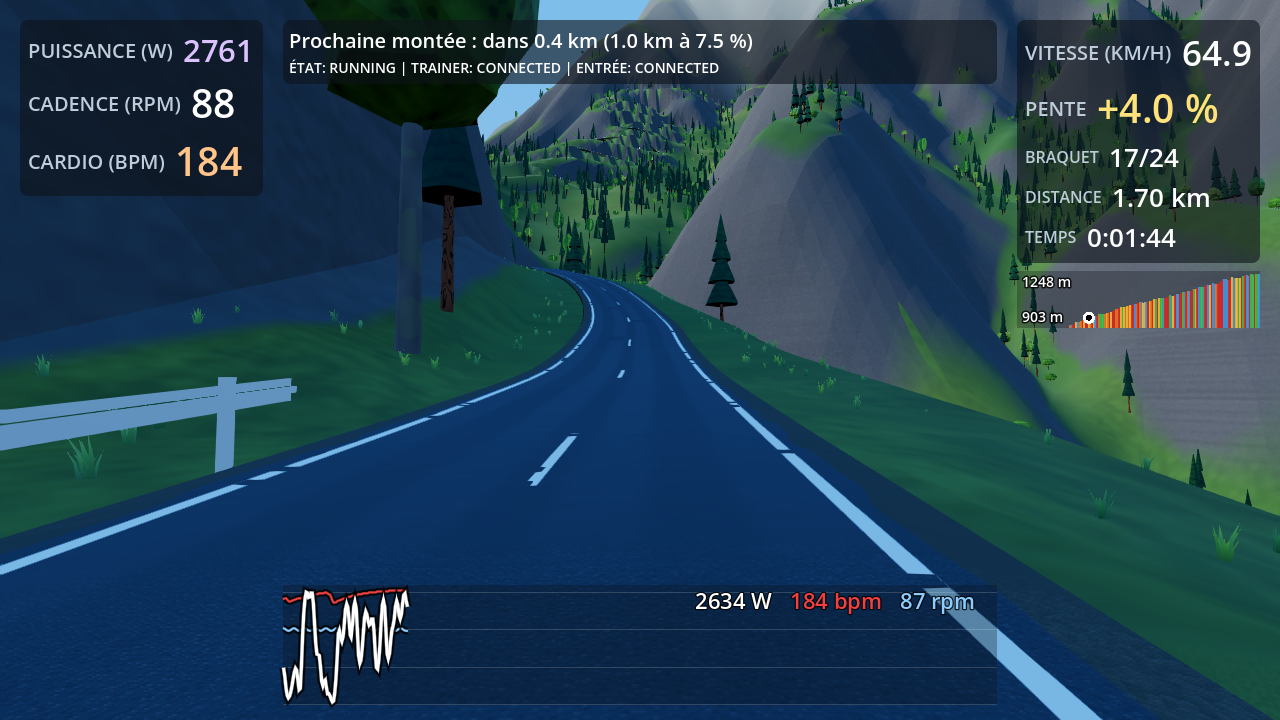 PUISSANCE (W) 2761
CADENCE (RPM) 88
CARDIO (BPM) 184
Prochaine montée : dans 0.4 km (1.0 km à 7.5 %)
ÉTAT: RUNNING | TRAINER: CONNECTED | ENTRÉE: CONNECTED
VITESSE (KM/H) 64.9
PENTE +4.0 %
BRAQUET 17/24
DISTANCE 1.70 km
TEMPS 0:01:44
1248 m
903 m
2634 W 184 bpm 87 rpm